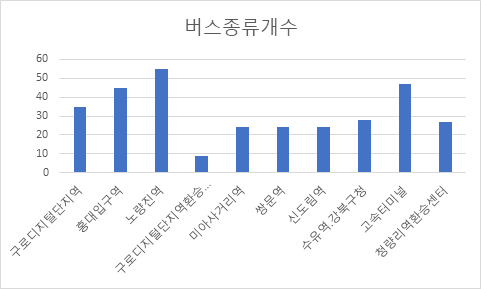 버스종류개수
60
50
40
30
20
10
0
구로디지털단지역
홍대입구역
노량진역
구로디지털단지역환승...
미아사거리역
쌍문역
신도림역
수유역.강북구청
고속터미널
청량리역환승센터